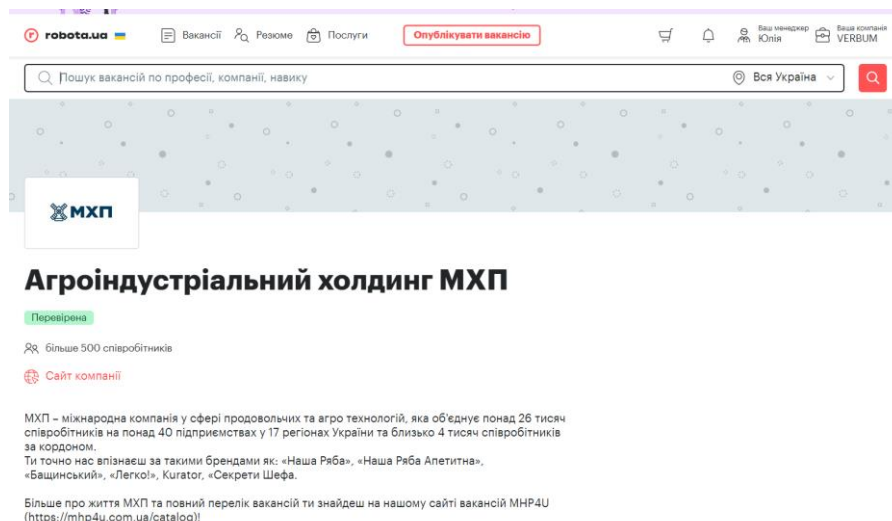 robota.ua
Вакансії
Резюме
Послуги
Опублікувати вакансію
Ваш менеджер
Юлія
Ваша компанія
VERBUM
Пошук вакансій по професії, компанії, навику
Вся Україна
МХП
Агроіндустріальний холдинг МХП
Перевірена
більше 500 співробітників
Сайт компанії
МХП – міжнародна компанія у сфері продовольчих та агро технологій, яка об'єднує понад 26 тисяч
співробітників на понад 40 підприємствах у 17 регіонах України та близько 4 тисяч співробітників
за кордоном.
Ти точно нас впізнаєш за такими брендами як: «Наша Ряба», «Наша Ряба Апетитна»,
«Бащинський», «Легко!», Kurator, «Секрети Шефа.
Більше про життя МХП та повний перелік вакансій ти знайдеш на нашому сайті вакансій MHP4U
(https://mhp4u.com.ua/catalog)!